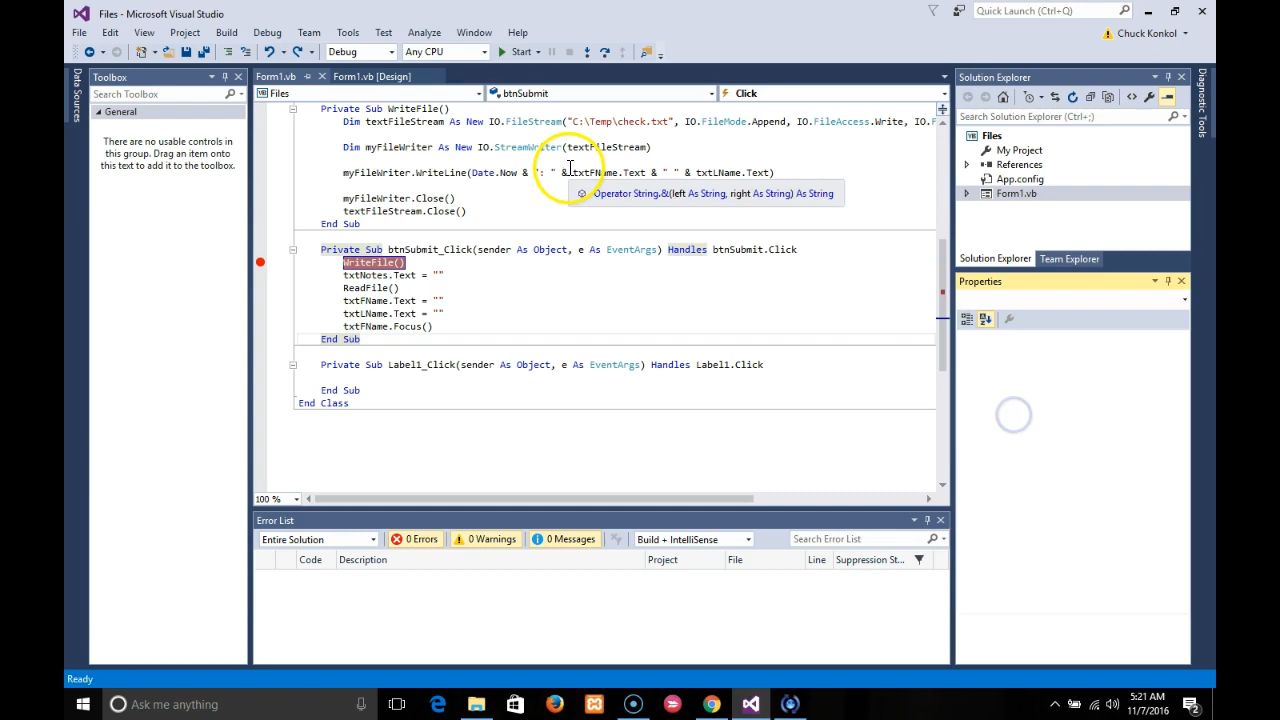 Files - Microsoft Visual Studio
Quick Launch (Ctrl+Q)
File Edit View Project Build Debug Team Tools Test Analyze Window Help
Chuck Konkol
Debug Any CPU Start
Data Sources
Toolbox
Search Toolbox
General
There are no usable controls in
this group. Drag an item onto
this text to add it to the toolbox.
Form1.vb Form1.vb [Design]
Files btnSubmit Click
Private Sub WriteFile()
Dim textFileStream As New IO.FileStream("C:\Temp\check.txt", IO.FileMode.Append, IO.FileAccess.Write, IO.F
Dim myFileWriter As New IO.StreamWriter(textFileStream)
myFileWriter.WriteLine(Date.Now & ": " & txtFName.Text & " " & txtLName.Text)
Operator String.&(left As String, right As String) As String
myFileWriter.Close()
textFileStream.Close()
End Sub
Private Sub btnSubmit_Click(sender As Object, e As EventArgs) Handles btnSubmit.Click
WriteFile()
txtNotes.Text = ""
ReadFile()
txtFName.Text = ""
txtLName.Text = ""
txtFName.Focus()
End Sub
Private Sub Label1_Click(sender As Object, e As EventArgs) Handles Label1.Click
End Sub
End Class
100 %
Error List
Entire Solution 0 Errors 0 Warnings 0 Messages Build + IntelliSense Search Error List
Code Description Project File Line Suppression St...
Solution Explorer
Search Solution Explorer (Ctrl+;)
Files
My Project
References
App.config
Form1.vb
Solution Explorer Team Explorer
Properties
Diagnostic Tools
Ready
Ask me anything
5:21 AM
11/7/2016
2